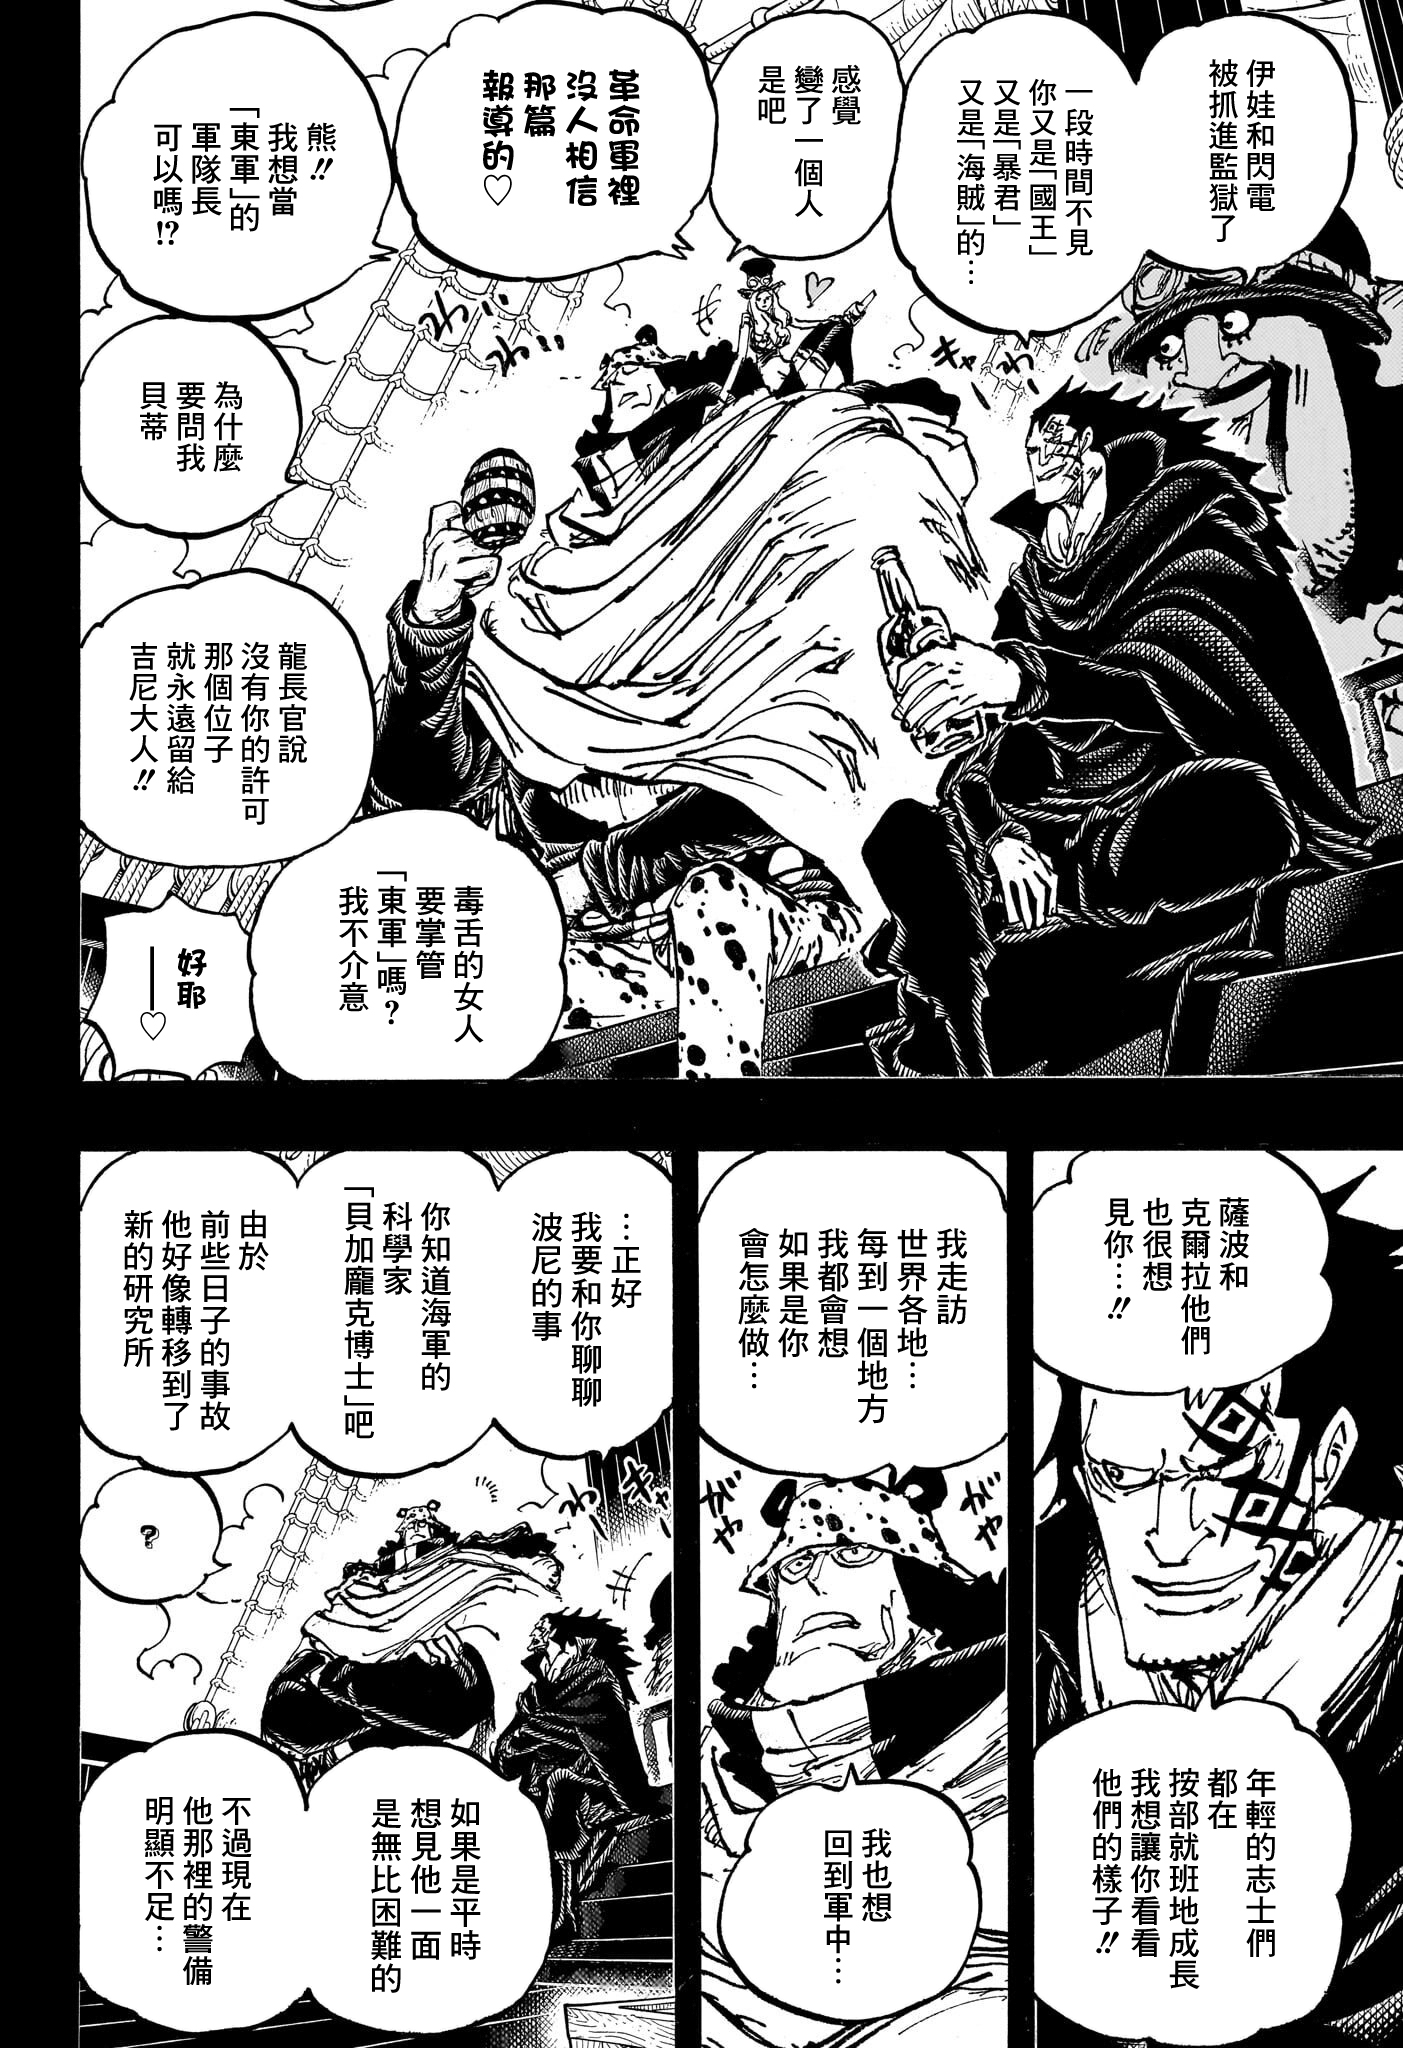 伊娃和閃電
被抓進監獄了
一段時間不見
你又是「國王」
又是「暴君」
又是「海賊」的…
感覺
變了一個人
是吧
革命軍裡
沒人相信
那篇
報導的♡
熊!!
我想當
「東軍」的
軍隊長
可以嗎!?
為什麼
要問我
貝蒂
龍長官說
沒有你的許可
那個位子
就永遠留給
吉尼大人!!
毒舌的女人
要掌管
「東軍」嗎?
我不介意
好耶
──♡
キャッ
わっ…
わい…
薩波和
克爾拉他們
也很想
見你…!!
年輕的志士們
都在
按部就班地成長
我想讓你看看
他們的樣子!!
我走訪
世界各地…
每到一個地方
我都會想
如果是你
會怎麼做…
ガヤ
ガヤ
我也想
回到軍中…
…正好
我要和你聊聊
波尼的事
你知道海軍的
科學家
「貝加龐克博士」吧
由於
前些日子的事故
他好像轉移到了
新的研究所
?
如果是平時
想見他一面
是無比困難的
不過現在
他那裡的警備
明顯不足…